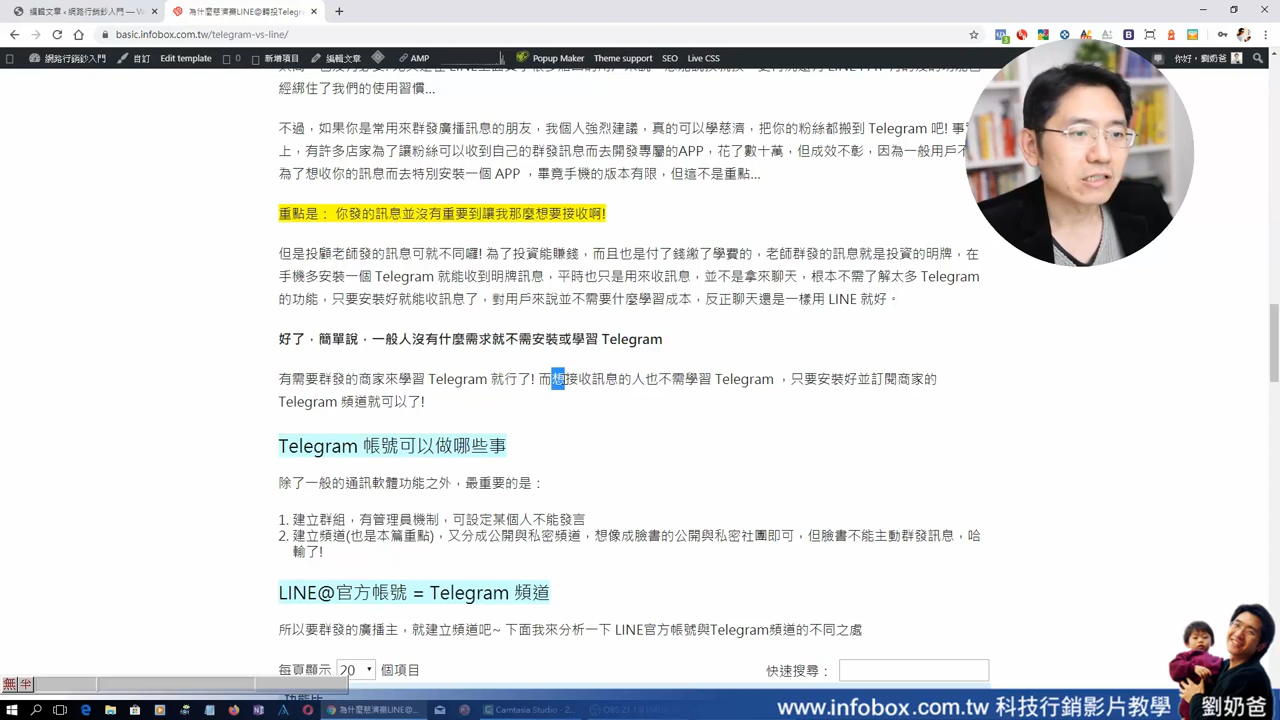 編輯文章 ‹ 網路行銷鈔入門 — W
為什麼慈濟棄LINE@轉投Telegr
basic.infobox.com.tw/telegram-vs-line/
網路行銷鈔入門
自訂
Edit template
0
新增項目
編輯文章
AMP
Popup Maker
Theme support
SEO
Live CSS
你好，劉奶爸
經綁住了我們的使用習慣...
不過，如果你是常用來群發廣播訊息的朋友，我個人強烈建議，真的可以學慈濟，把你的粉絲都搬到 Telegram 吧! 事
上，有許多店家為了讓粉絲可以收到自己的群發訊息而去開發專屬的APP，花了數十萬，但成效不彰，因為一般用戶不
為了想收你的訊息而去特別安裝一個 APP ，畢竟手機的版本有限，但這不是重點...
重點是： 你發的訊息並沒有重要到讓我那麼想要接收啊!
但是投顧老師發的訊息可就不同囉! 為了投資能賺錢，而且也是付了錢繳了學費的，老師群發的訊息就是投資的明牌，在
手機多安裝一個 Telegram 就能收到明牌訊息，平時也只是用來收訊息，並不是拿來聊天，根本不需了解太多 Telegram
的功能，只要安裝好就能收訊息了，對用戶來說並不需要什麼學習成本，反正聊天還是一樣用 LINE 就好。
好了，簡單說，一般人沒有什麼需求就不需安裝或學習 Telegram
有需要群發的商家來學習 Telegram 就行了! 而想接收訊息的人也不需學習 Telegram ，只要安裝好並訂閱商家的
Telegram 頻道就可以了!
Telegram 帳號可以做哪些事
除了一般的通訊軟體功能之外，最重要的是：
1. 建立群組，有管理員機制，可設定某個人不能發言
2. 建立頻道(也是本篇重點)，又分成公開與私密頻道，想像成臉書的公開與私密社團即可，但臉書不能主動群發訊息，哈
輸了!
LINE@官方帳號 = Telegram 頻道
所以要群發的廣播主，就建立頻道吧~ 下面我來分析一下 LINE官方帳號與Telegram頻道的不同之處
每頁顯示 20 個項目
快速搜尋：
無 半
為什麼慈濟棄LINE@...
Camtasia Studio - 2...
www.infobox.com.tw 科技行銷影片教學
劉奶爸